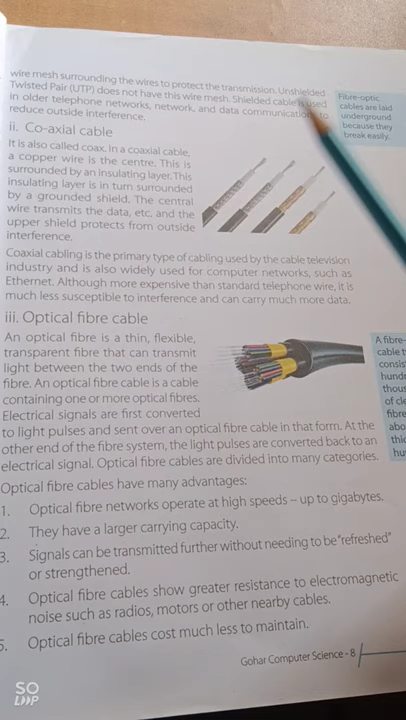 wire mesh surrounding the wires to protect the transmission. Unshielded
Twisted Pair (UTP) does not have this wire mesh. Shielded cable is used
in older telephone networks, network, and data communications to
reduce outside interference.
Fibre-optic
cables are laid
underground
because they
break easily.
ii. Co-axial cable
It is also called coax. In a coaxial cable,
a copper wire is the centre. This is
surrounded by an insulating layer. This
insulating layer is in turn surrounded
by a grounded shield. The central
wire transmits the data, etc. and the
upper shield protects from outside
interference.
Coaxial cabling is the primary type of cabling used by the cable television
industry and is also widely used for computer networks, such as
Ethernet. Although more expensive than standard telephone wire, it is
much less susceptible to interference and can carry much more data.
iii. Optical fibre cable
An optical fibre is a thin, flexible,
transparent fibre that can transmit
light between the two ends of the
fibre. An optical fibre cable is a cable
containing one or more optical fibres.
Electrical signals are first converted
to light pulses and sent over an optical fibre cable in that form. At the
other end of the fibre system, the light pulses are converted back to an
electrical signal. Optical fibre cables are divided into many categories.
A fibre-
cable t
consis
hund
thou
of cle
fibre
abo
thi
hu
Optical fibre cables have many advantages:
1. Optical fibre networks operate at high speeds – up to gigabytes.
2. They have a larger carrying capacity.
3. Signals can be transmitted further without needing to be "refreshed"
or strengthened.
4. Optical fibre cables show greater resistance to electromagnetic
noise such as radios, motors or other nearby cables.
5. Optical fibre cables cost much less to maintain.
Gohar Computer Science - 8
SO
LOOP